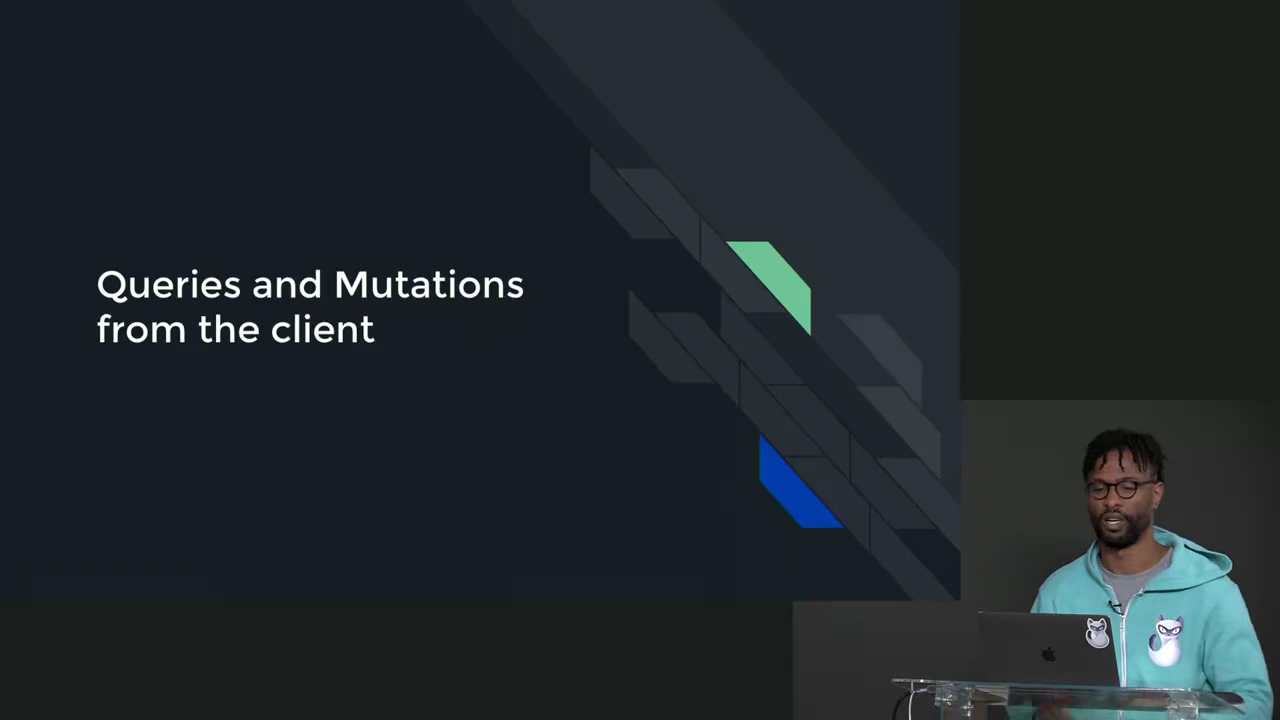 Queries and Mutations
from the client